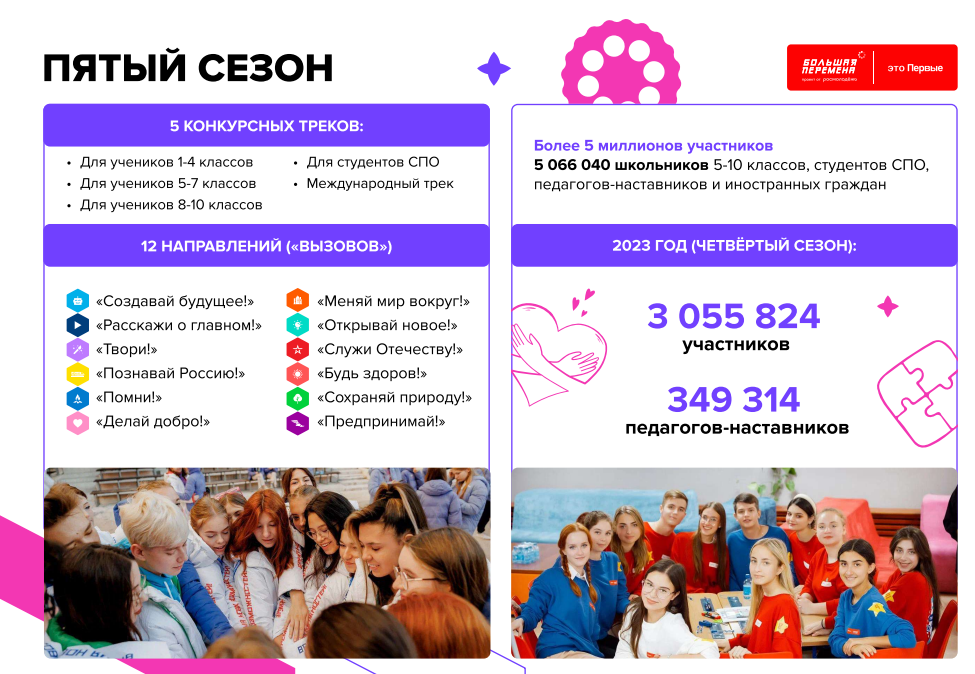 ПЯТЫЙ СЕЗОН
БОЛЬШАЯ
ПЕРЕМЕНА
проект от росмолодёжь
это Первые
5 КОНКУРСНЫХ ТРЕКОВ:
• Для учеников 1-4 классов
• Для учеников 5-7 классов
• Для учеников 8-10 классов
• Для студентов СПО
• Международный трек
12 НАПРАВЛЕНИЙ («ВЫЗОВОВ»)
«Создавай будущее!»
«Расскажи о главном!»
«Твори!»
«Познавай Россию!»
«Помни!»
«Делай добро!»
«Меняй мир вокруг!»
«Открывай новое!»
«Служи Отечеству!»
«Будь здоров!»
«Сохраняй природу!»
«Предпринимай!»
Более 5 миллионов участников
5 066 040 школьников 5-10 классов, студентов СПО,
педагогов-наставников и иностранных граждан
2023 ГОД (ЧЕТВЁРТЫЙ СЕЗОН):
3 055 824
участников
349 314
педагогов-наставников